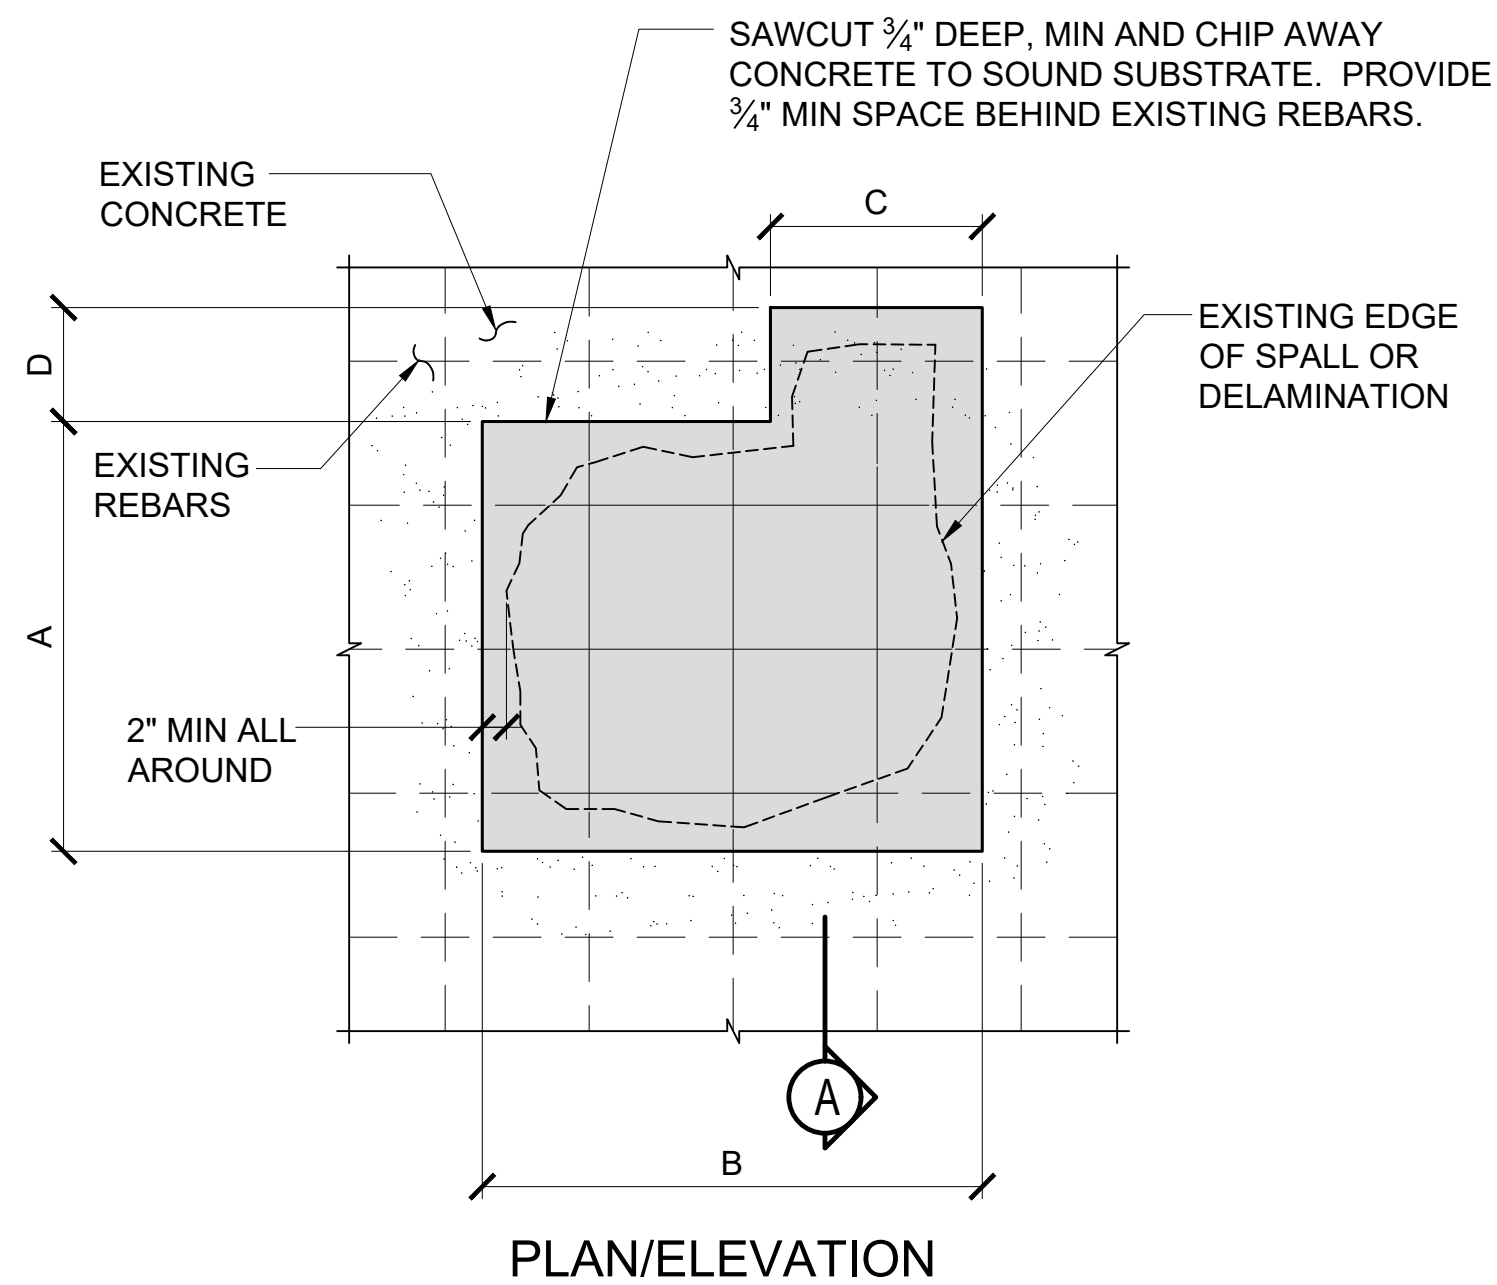 SAWCUT ¾" DEEP, MIN AND CHIP AWAY
CONCRETE TO SOUND SUBSTRATE. PROVIDE
¾" MIN SPACE BEHIND EXISTING REBARS.
EXISTING
CONCRETE
C
EXISTING EDGE
OF SPALL OR
DELAMINATION
D
EXISTING
REBARS
A
2" MIN ALL
AROUND
A
B
PLAN/ELEVATION